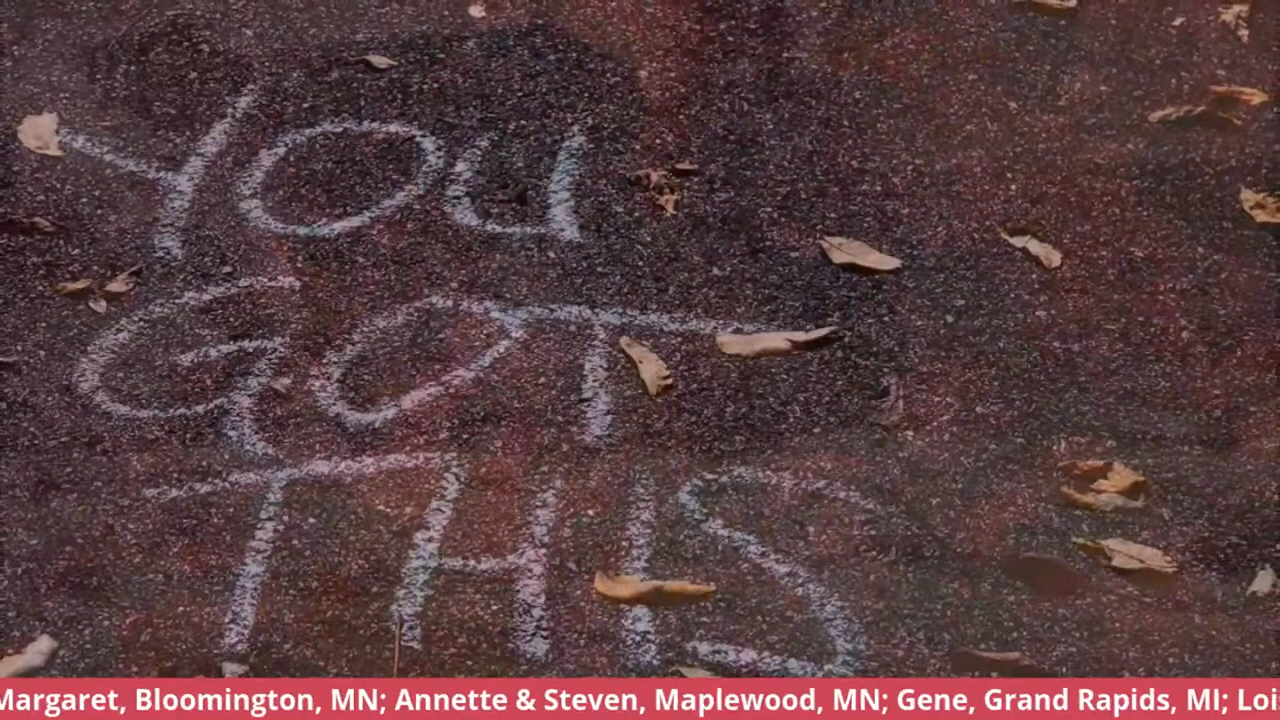 YOU
GOT
THIS
Margaret, Bloomington, MN; Annette & Steven, Maplewood, MN; Gene, Grand Rapids, MI;